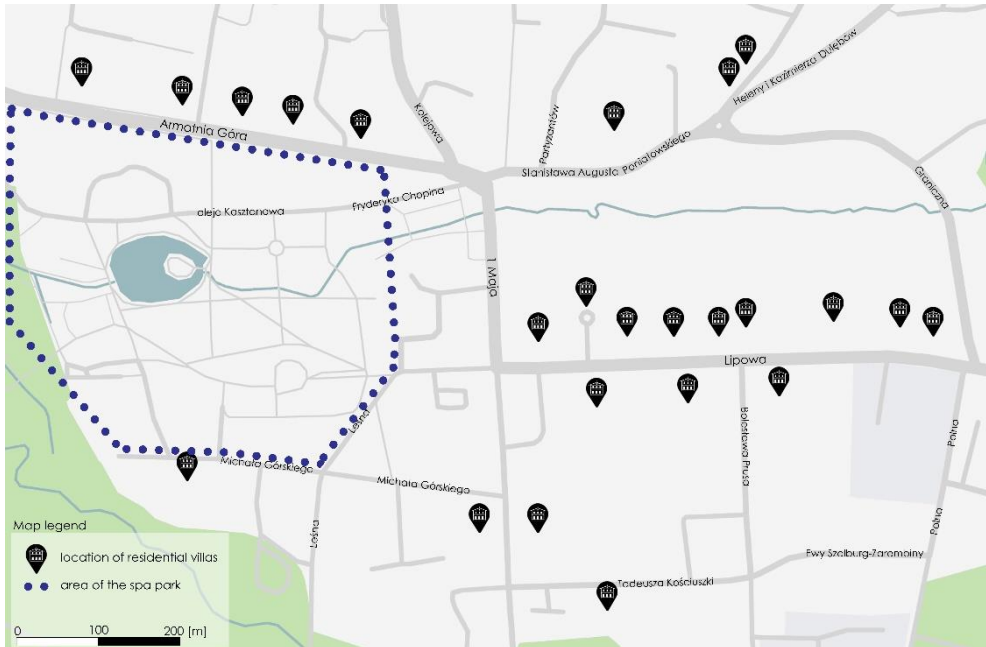 Heleny i Kazimierza Dulębów
Kolejowa
Partyzantów
Armatnia Góra
Stanisława Augusta Poniatowskiego
Graniczna
Fryderyka Chopina
aleja Kasztanowa
1 Maja
Lipowa
Leśna
Bolesława Prusa
Polna
Michała Górskiego
Michała Górskiego
Leśna
Polna
Map legend
location of residential villas
Ewy Szelburg-Zarembiny
area of the spa park
Tadeusza Kościuszki
0 100 200 [m]